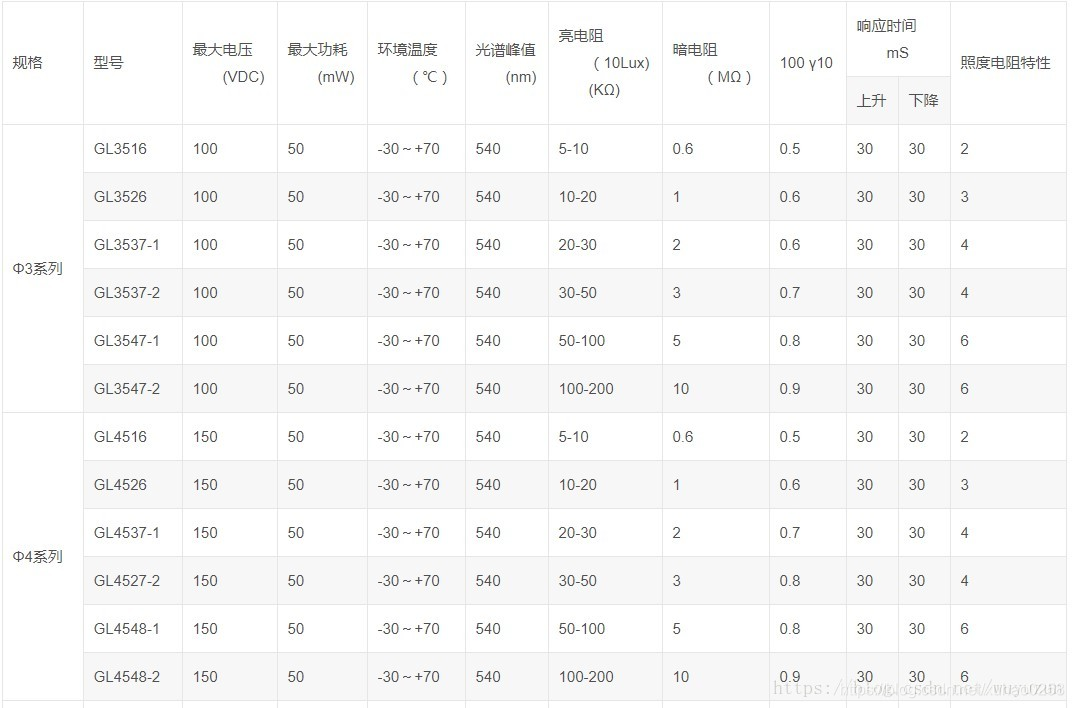 规格 型号 最大电压 (VDC) 最大功耗 (mW) 环境温度 ( ℃ ) 光谱峰值 (nm) 亮电阻 ( 10Lux) (KΩ) 暗电阻 ( MΩ ) 100 γ10 响应时间 mS 照度电阻特性
上升 下降
Φ3系列
GL3516 100 50 -30～+70 540 5-10 0.6 0.5 30 30 2
GL3526 100 50 -30～+70 540 10-20 1 0.6 30 30 3
GL3537-1 100 50 -30～+70 540 20-30 2 0.6 30 30 4
GL3537-2 100 50 -30～+70 540 30-50 3 0.7 30 30 4
GL3547-1 100 50 -30～+70 540 50-100 5 0.8 30 30 6
GL3547-2 100 50 -30～+70 540 100-200 10 0.9 30 30 6
Φ4系列
GL4516 150 50 -30～+70 540 5-10 0.6 0.5 30 30 2
GL4526 150 50 -30～+70 540 10-20 1 0.6 30 30 3
GL4537-1 150 50 -30～+70 540 20-30 2 0.7 30 30 4
GL4527-2 150 50 -30～+70 540 30-50 3 0.8 30 30 4
GL4548-1 150 50 -30～+70 540 50-100 5 0.8 30 30 6
GL4548-2 150 50 -30～+70 540 100-200 10 0.9 30 30 6